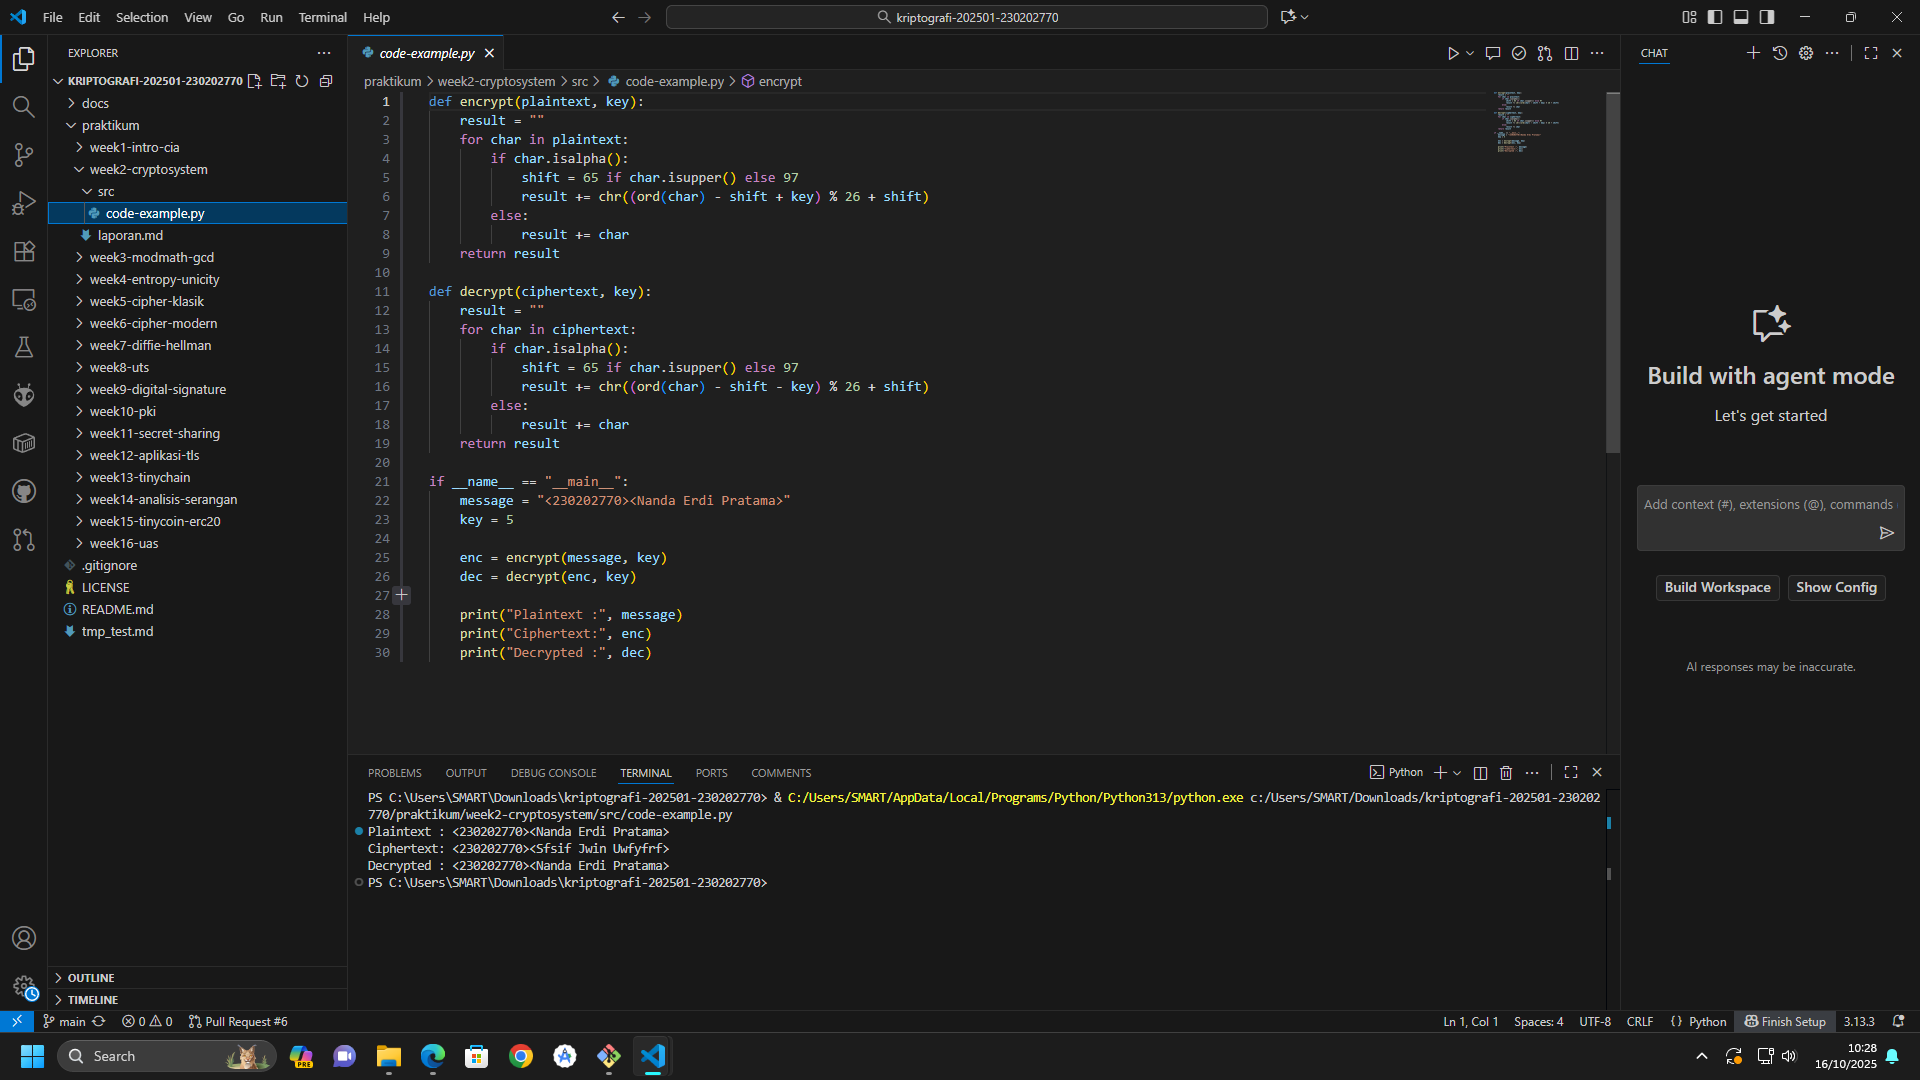 File Edit Selection View Go Run Terminal Help
kriptografi-202501-230202770
EXPLORER
KRIPTOGRAFI-202501-230202770
docs
praktikum
week1-intro-cia
week2-cryptosystem
src
code-example.py
laporan.md
week3-modmath-gcd
week4-entropy-unicity
week5-cipher-klasik
week6-cipher-modern
week7-diffie-hellman
week8-uts
week9-digital-signature
week10-pki
week11-secret-sharing
week12-aplikasi-tls
week13-tinychain
week14-analisis-serangan
week15-tinycoin-erc20
week16-uas
.gitignore
LICENSE
README.md
tmp_test.md
OUTLINE
TIMELINE
code-example.py
praktikum > week2-cryptosystem > src > code-example.py > encrypt
1 def encrypt(plaintext, key):
2 result = ""
3 for char in plaintext:
4 if char.isalpha():
5 shift = 65 if char.isupper() else 97
6 result += chr((ord(char) - shift + key) % 26 + shift)
7 else:
8 result += char
9 return result
10
11 def decrypt(ciphertext, key):
12 result = ""
13 for char in ciphertext:
14 if char.isalpha():
15 shift = 65 if char.isupper() else 97
16 result += chr((ord(char) - shift - key) % 26 + shift)
17 else:
18 result += char
19 return result
20
21 if __name__ == "__main__":
22 message = "<230202770><Nanda Erdi Pratama>"
23 key = 5
24
25 enc = encrypt(message, key)
26 dec = decrypt(enc, key)
27
28 print("Plaintext :", message)
29 print("Ciphertext:", enc)
30 print("Decrypted :", dec)
PROBLEMS OUTPUT DEBUG CONSOLE TERMINAL PORTS COMMENTS
Python
PS C:\Users\SMART\Downloads\kriptografi-202501-230202770> & C:/Users/SMART/AppData/Local/Programs/Python/Python313/python.exe c:/Users/SMART/Downloads/kriptografi-202501-230202
770/praktikum/week2-cryptosystem/src/code-example.py
Plaintext : <230202770><Nanda Erdi Pratama>
Ciphertext: <230202770><Sfsif Jwin Uwfyfrf>
Decrypted : <230202770><Nanda Erdi Pratama>
PS C:\Users\SMART\Downloads\kriptografi-202501-230202770>
CHAT
Build with agent mode
Let's get started
Add context (#), extensions (@), commands
Build Workspace Show Config
AI responses may be inaccurate.
main 0 0 Pull Request #6
Ln 1, Col 1 Spaces: 4 UTF-8 CRLF {} Python Finish Setup 3.13.3
Search
PRE
10:28
16/10/2025